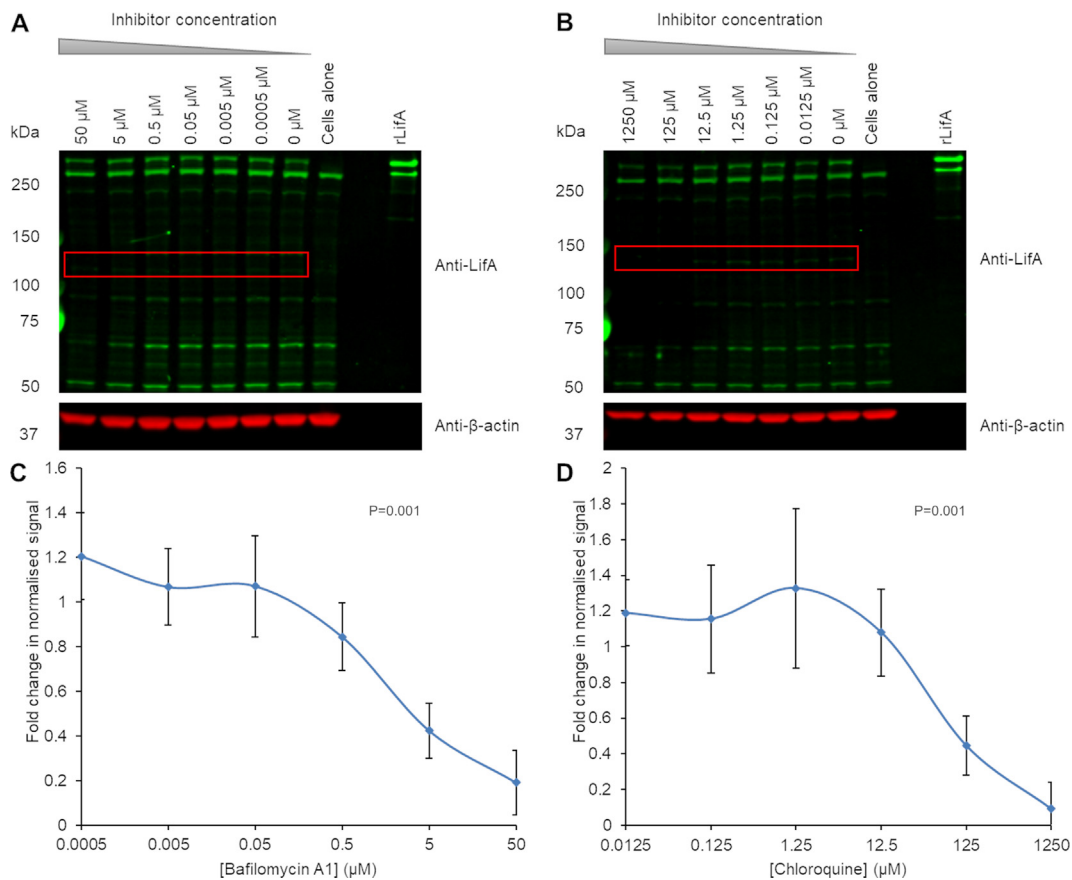 A
Inhibitor concentration
kDa
50 µM
5 µM
0.5 µM
0.05 µM
0.005 µM
0.0005 µM
0 µM
Cells alone
rLifA
250
150
100
75
50
37
Anti-LifA
Anti-β-actin
B
Inhibitor concentration
kDa
1250 µM
125 µM
12.5 µM
1.25 µM
0.125 µM
0.0125 µM
0 µM
Cells alone
rLifA
250
150
100
75
50
37
Anti-LifA
Anti-β-actin
C
P=0.001
Fold change in normalised signal
1.6
1.4
1.2
1
0.8
0.6
0.4
0.2
0
0.0005
0.005
0.05
0.5
5
50
[Bafilomycin A1] (µM)
D
P=0.001
Fold change in normalised signal
2
1.8
1.6
1.4
1.2
1
0.8
0.6
0.4
0.2
0
0.0125
0.125
1.25
12.5
125
1250
[Chloroquine] (µM)